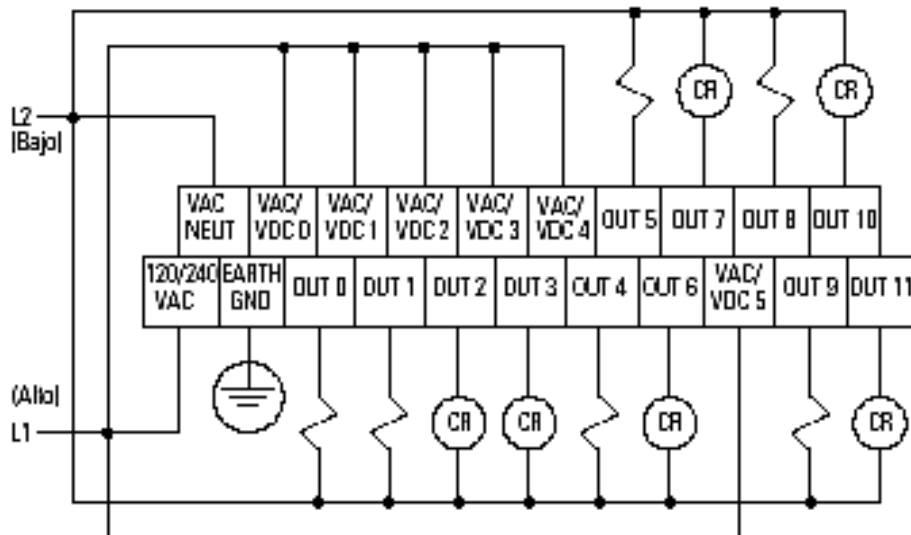 CR
CR
L2
(Bajo)
VAC NEUT
VAC/ VDC 0
VAC/ VDC 1
VAC/ VDC 2
VAC/ VDC 3
VAC/ VDC 4
OUT 5
OUT 7
OUT 8
OUT 10
120/240 VAC
EARTH GND
OUT 0
OUT 1
OUT 2
OUT 3
OUT 4
OUT 6
VAC/ VDC 5
OUT 9
OUT 11
(Alto)
L1
CR
CR
CR
CR